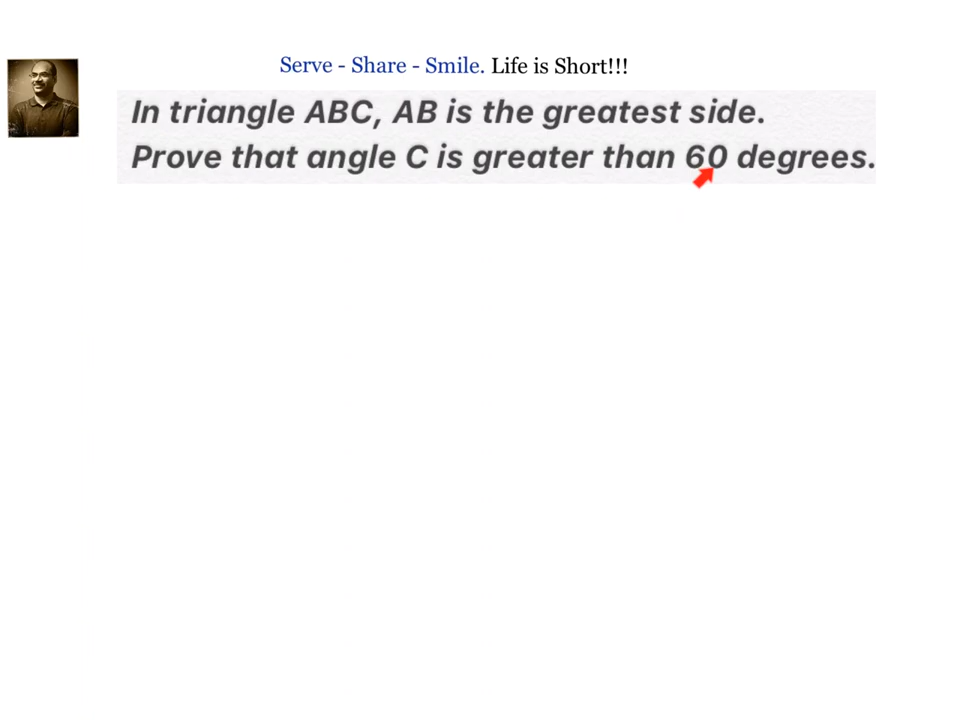 Serve - Share - Smile. Life is Short!!!
In triangle ABC, AB is the greatest side.
Prove that angle C is greater than 60 degrees.